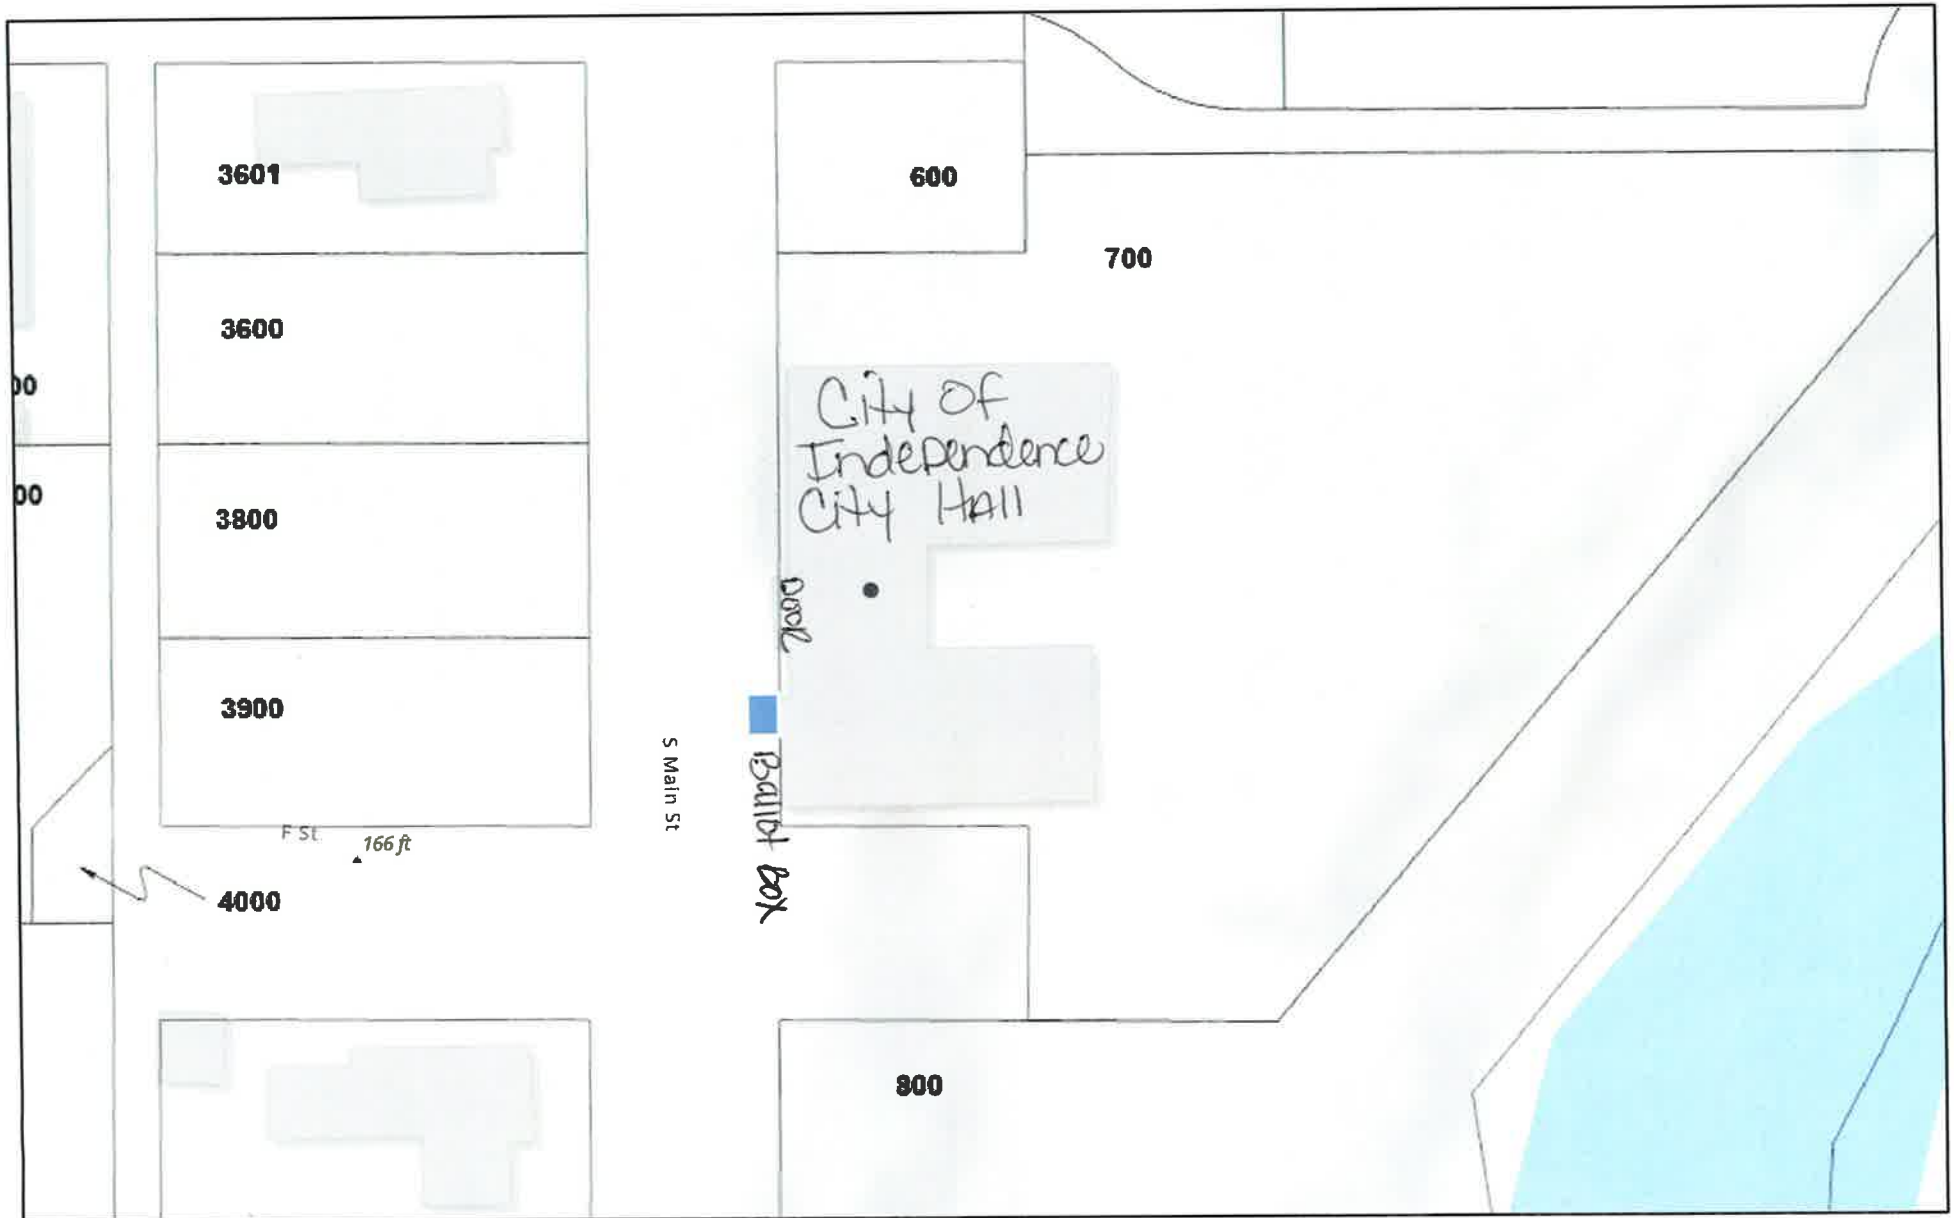 3601
600
700
3600
00
City Of
Independence
City Hall
00
3800
Door
3900
S Main St
Ballot Box
F St
166 ft
4000
800